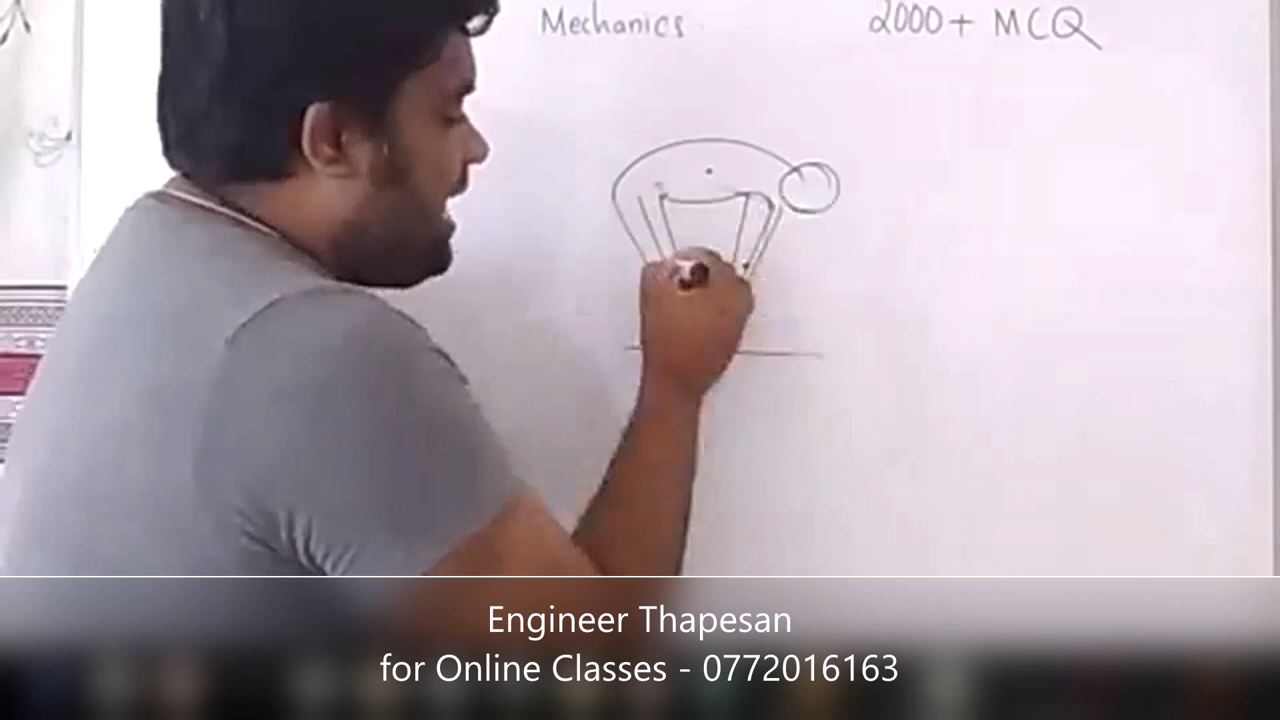 Mechanics 2000+ MCQ
Engineer Thapesan
for Online Classes - 0772016163